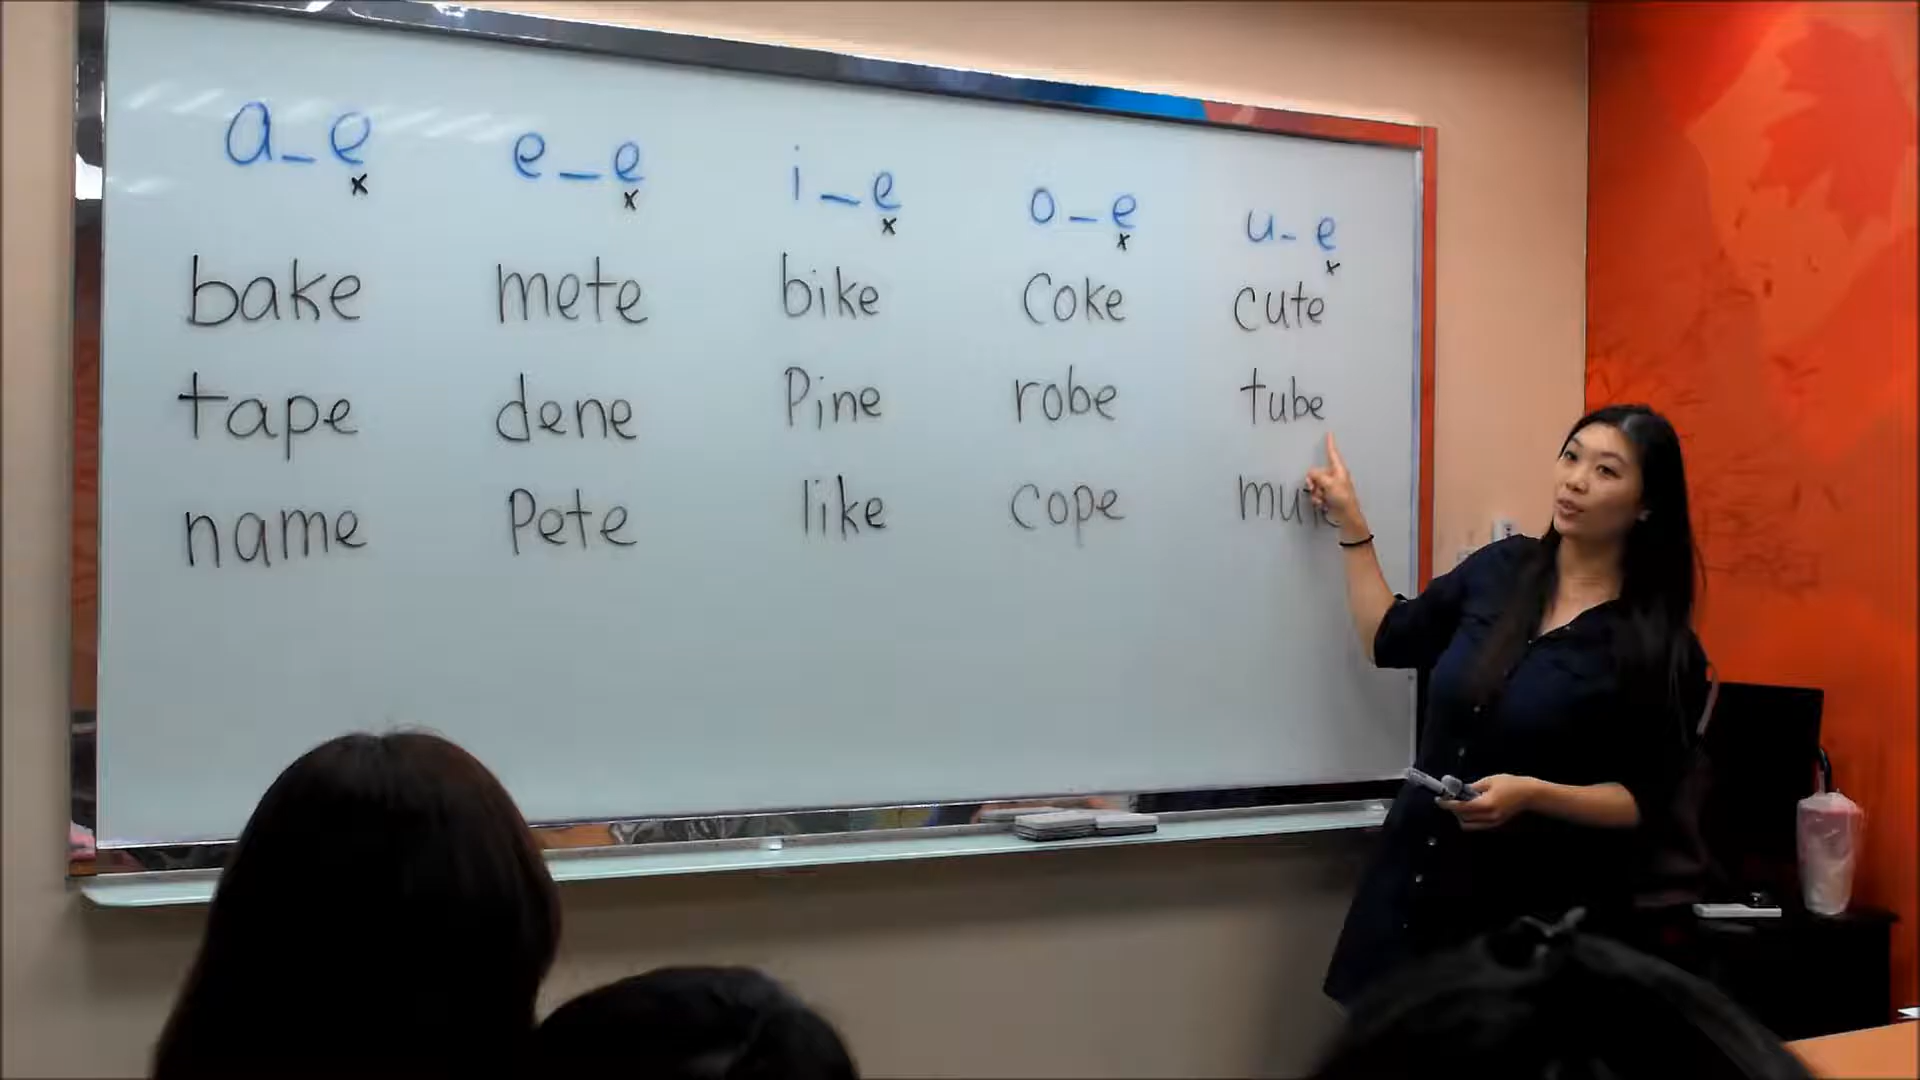 a_e e_e i_e o_e u_e
x x x x x
bake mete bike Coke cute
tape dene Pine robe tube
name Pete like cope mute